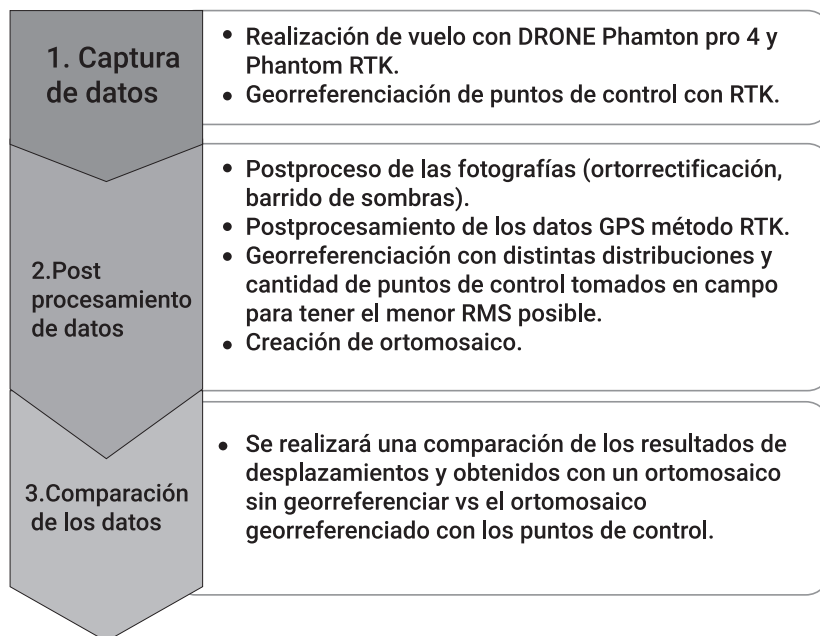 1. Captura
de datos
• Realización de vuelo con DRONE Phamton pro 4 y
Phantom RTK.
• Georreferenciación de puntos de control con RTK.
2.Post
procesamiento
de datos
• Postproceso de las fotografías (ortorrectificación,
barrido de sombras).
• Postprocesamiento de los datos GPS método RTK.
• Georreferenciación con distintas distribuciones y
cantidad de puntos de control tomados en campo
para tener el menor RMS posible.
• Creación de ortomosaico.
3.Comparación
de los datos
• Se realizará una comparación de los resultados de
desplazamientos y obtenidos con un ortomosaico
sin georreferenciar vs el ortomosaico
georreferenciado con los puntos de control.